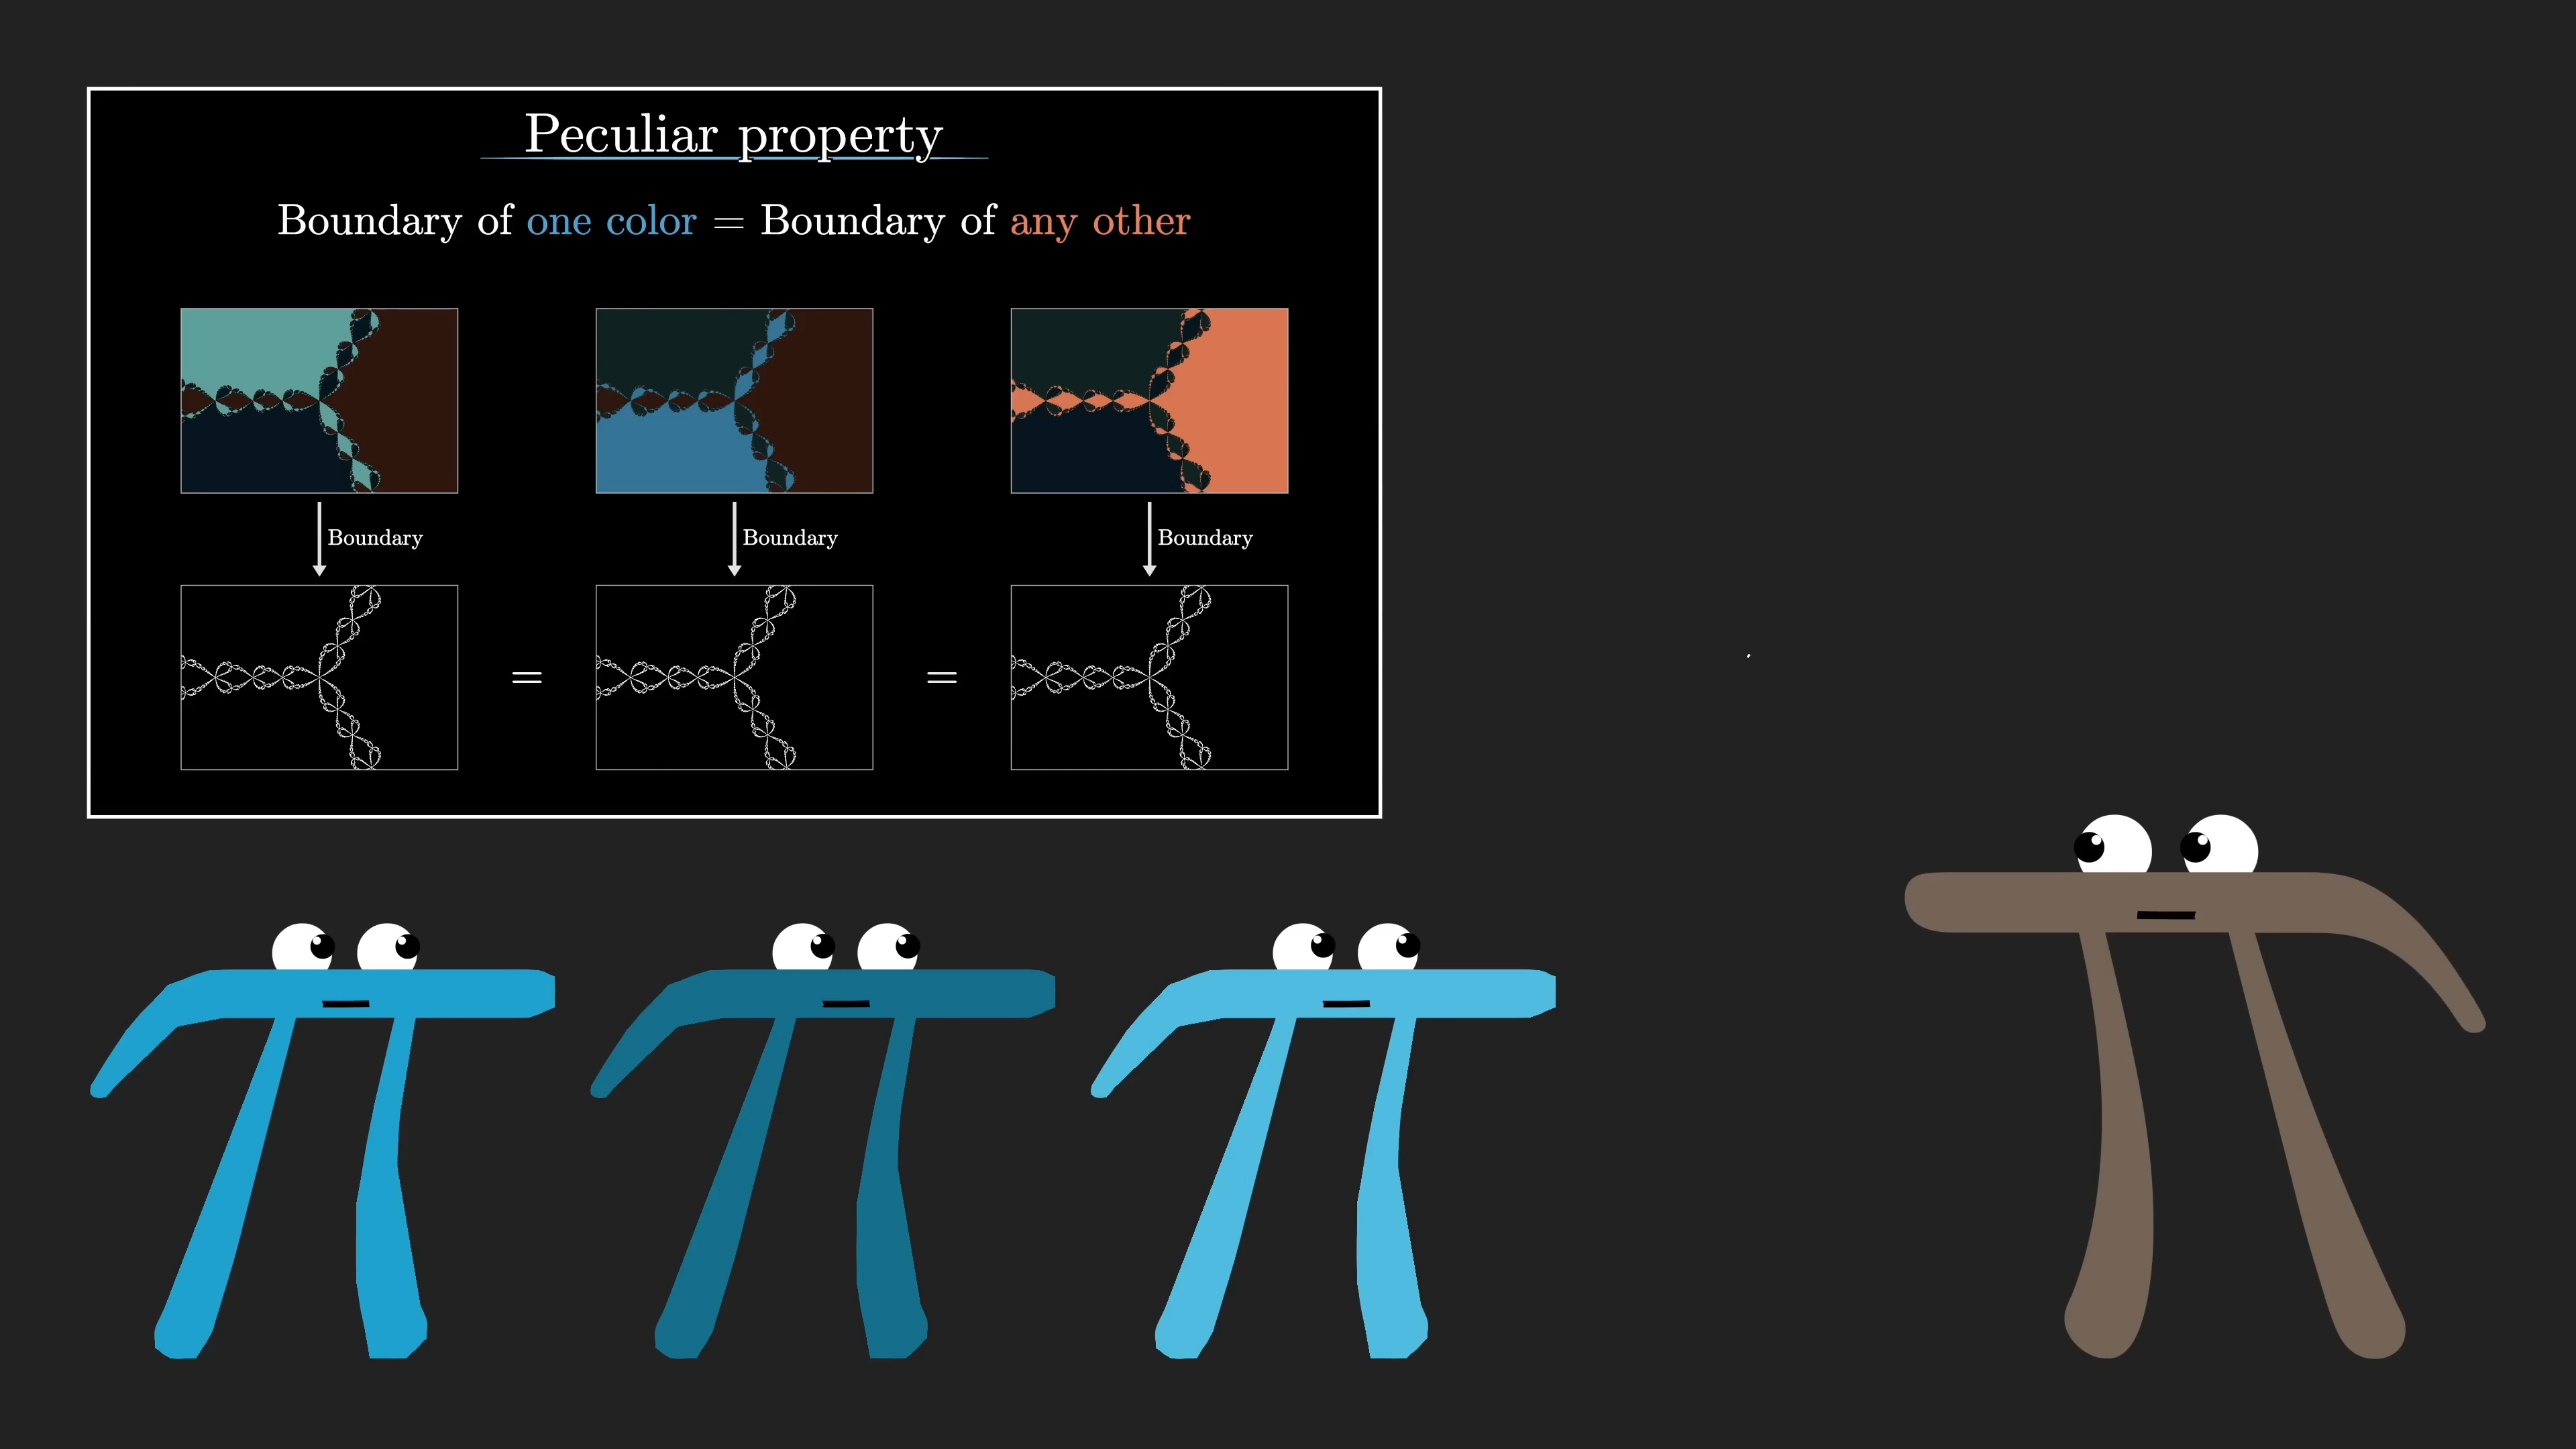 Peculiar property
Boundary of one color = Boundary of any other
Boundary
Boundary
Boundary
=
=